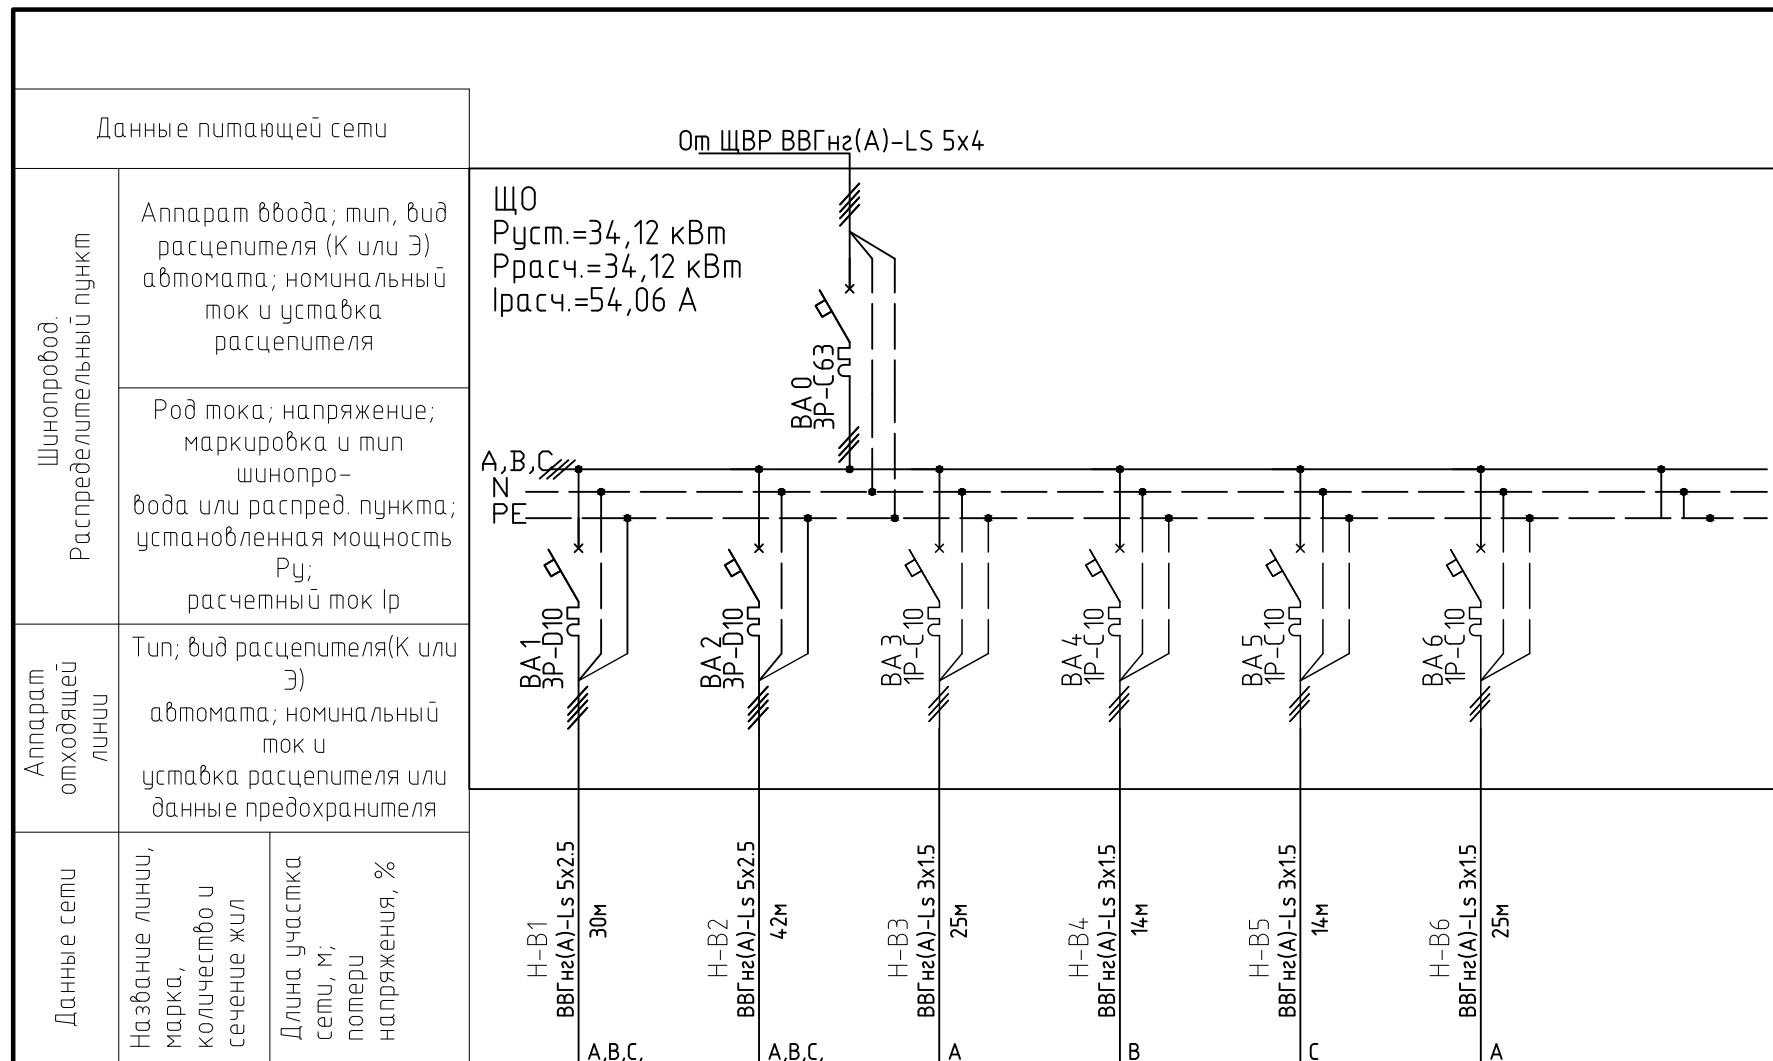 Данные питающей сети
От ЩВР ВВГнг(А)-LS 5х4
Шинопровод.
Распределительный пункт
Аппарат ввода; тип, вид
расцепителя (К или Э)
автомата; номинальный
ток и уставка
расцепителя
ЩО
Руст.=34,12 кВт
Ррасч.=34,12 кВт
Iрасч.=54,06 А
ВА 0
3Р-С63
Род тока; напряжение;
маркировка и тип
шинопро-
вода или распред. пункта;
установленная мощность
Ру;
расчетный ток Iр
А,В,С
N
PE
Аппарат
отходящей
линии
Тип; вид расцепителя(К или
Э)
автомата; номинальный
ток и
уставка расцепителя или
данные предохранителя
ВА 1
3Р-D10
ВА 2
3Р-D10
ВА 3
1Р-С10
ВА 4
1Р-С10
ВА 5
1Р-С10
ВА 6
1Р-С10
Данные сети
Название линии,
марка,
количество и
сечение жил
Длина участка
сети, м;
потери
напряжения, %
Н-В1
ВВГнг(А)-Ls 5х2.5
30м
Н-В2
ВВГнг(А)-Ls 5х2.5
42м
Н-В3
ВВГнг(А)-Ls 3х1.5
25м
Н-В4
ВВГнг(А)-Ls 3х1.5
14м
Н-В5
ВВГнг(А)-Ls 3х1.5
14м
Н-В6
ВВГнг(А)-Ls 3х1.5
25м
А,В,С,
А,В,С,
А
В
С
А